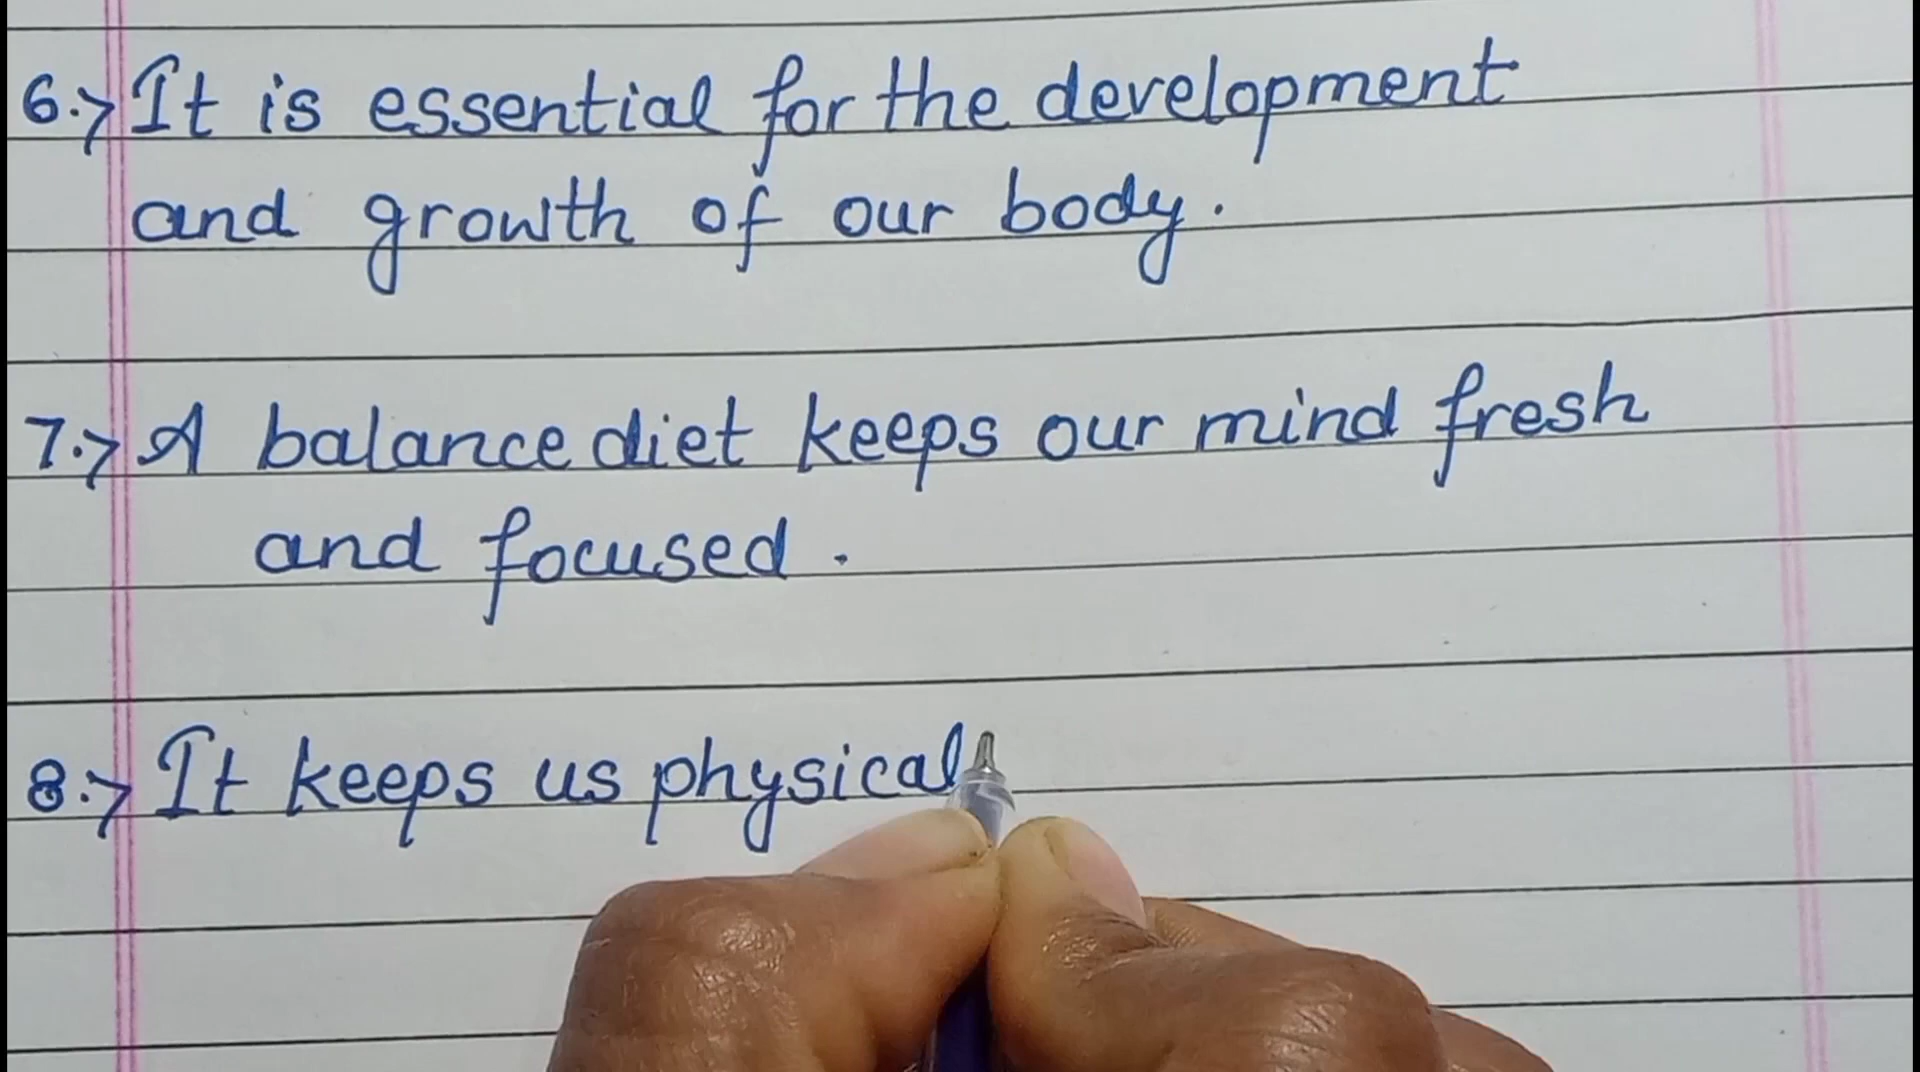 6.> It is essential for the development
and growth of our body.
7.> A balance diet keeps our mind fresh
and focused.
8.> It keeps us physical